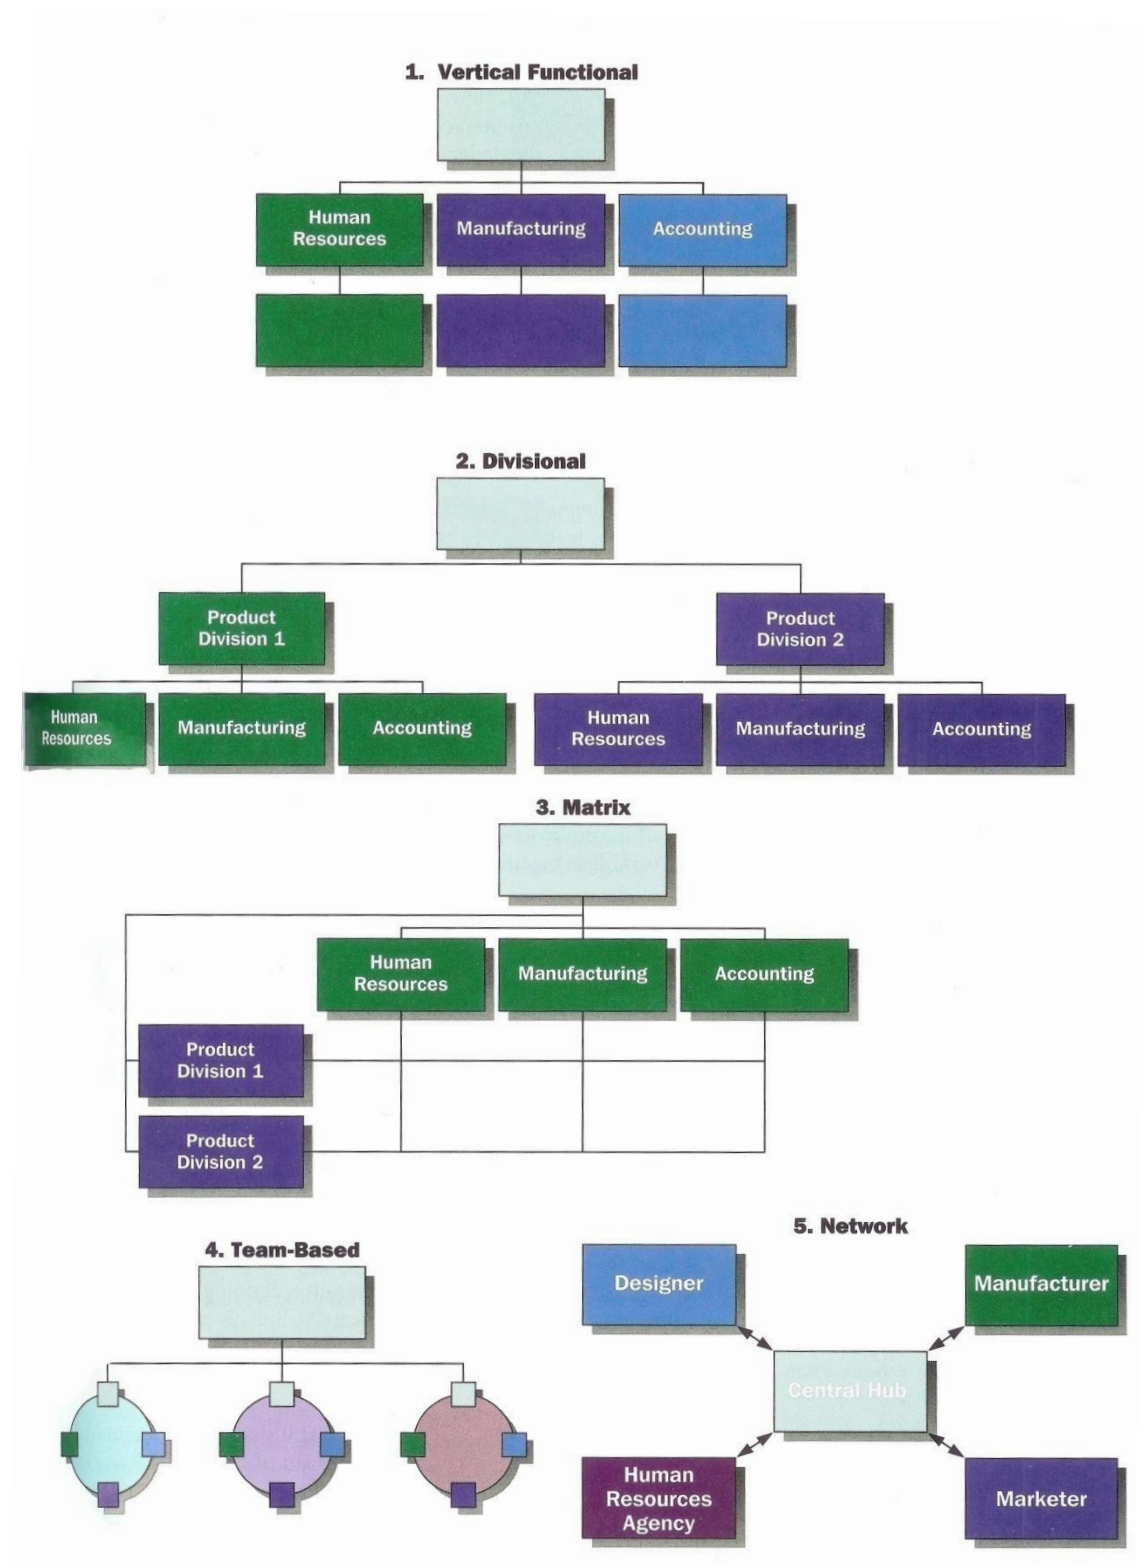 1. Vertical Functional
Human
Resources
Manufacturing
Accounting
2. Divisional
Product
Division 1
Product
Division 2
Human
Resources
Manufacturing
Accounting
Human
Resources
Manufacturing
Accounting
3. Matrix
Human
Resources
Manufacturing
Accounting
Product
Division 1
Product
Division 2
4. Team-Based
5. Network
Designer
Manufacturer
Central Hub
Human
Resources
Agency
Marketer